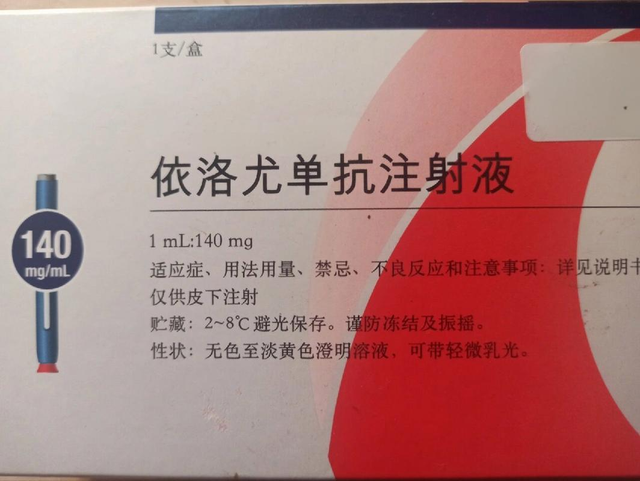 1支/盒
依洛尤单抗注射液
140
mg/mL
1 mL:140 mg
适应症、用法用量、禁忌、不良反应和注意事项：详见说明书
仅供皮下注射
贮藏：2~8℃避光保存。谨防冻结及振摇。
性状：无色至淡黄色澄明溶液，可带轻微乳光。